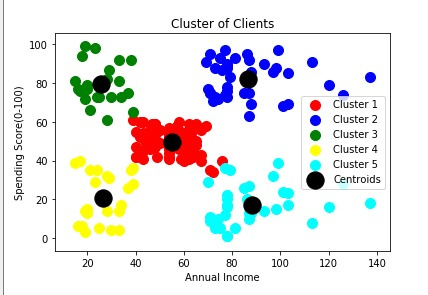 Cluster of Clients
Spending Score(0-100)
100
80
60
40
20
0
Cluster 1
Cluster 2
Cluster 3
Cluster 4
Cluster 5
Centroids
20 40 60 80 100 120 140
Annual Income